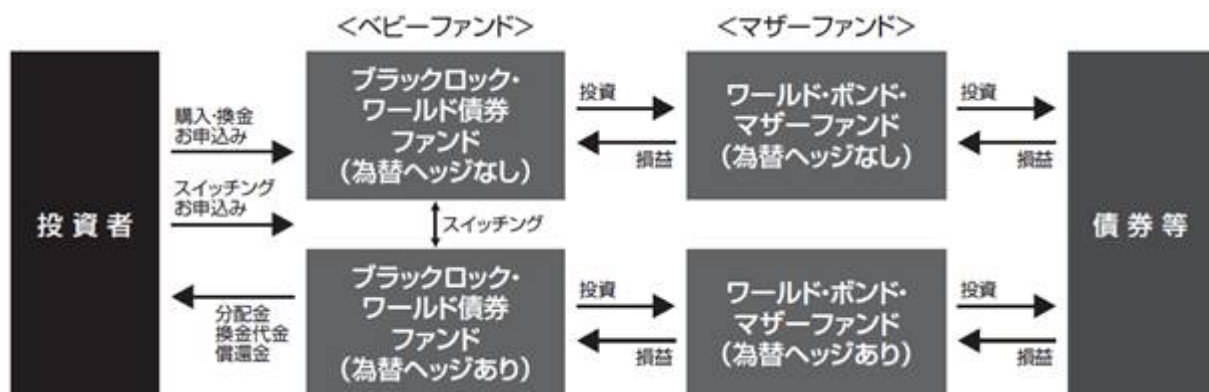 ＜ベビーファンド＞
＜マザーファンド＞
投資者
購入・換金
お申込み
スイッチング
お申込み
分配金
換金代金
償還金
ブラックロック・
ワールド債券
ファンド
（為替ヘッジなし）
スイッチング
ブラックロック・
ワールド債券
ファンド
（為替ヘッジあり）
投資
損益
投資
損益
ワールド・ボンド・
マザーファンド
（為替ヘッジなし）
ワールド・ボンド・
マザーファンド
（為替ヘッジあり）
投資
損益
投資
損益
債券等